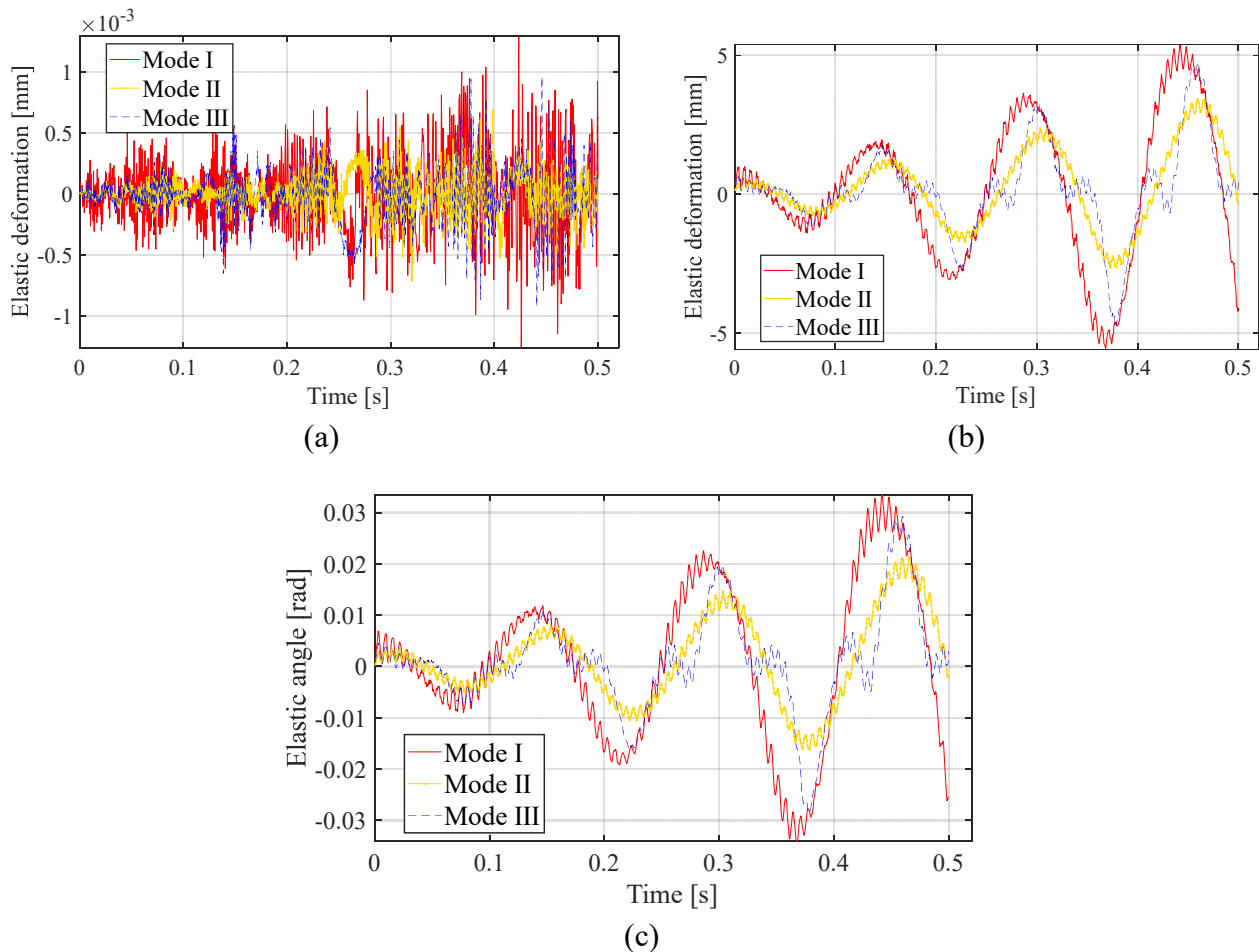 ×10⁻³
Elastic deformation [mm]
1
0.5
0
-0.5
-1
Mode I
Mode II
Mode III
0 0.1 0.2 0.3 0.4 0.5
Time [s]
(a)
Elastic deformation [mm]
5
0
-5
Mode I
Mode II
Mode III
0 0.1 0.2 0.3 0.4 0.5
Time [s]
(b)
Elastic angle [rad]
0.03
0.02
0.01
0
-0.01
-0.02
-0.03
Mode I
Mode II
Mode III
0 0.1 0.2 0.3 0.4 0.5
Time [s]
(c)